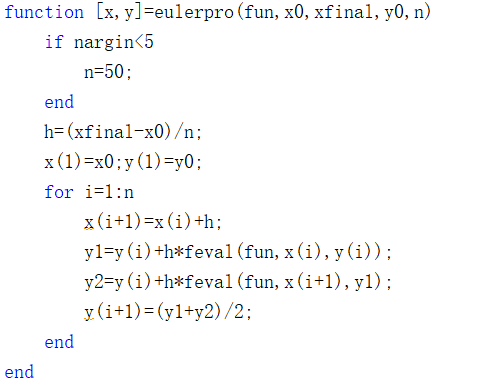 function [x,y]=eulerpro(fun,x0,xfinal,y0,n)
    if nargin<5
        n=50;
    end
    h=(xfinal-x0)/n;
    x(1)=x0;y(1)=y0;
    for i=1:n
        x(i+1)=x(i)+h;
        y1=y(i)+h*feval(fun,x(i),y(i));
        y2=y(i)+h*feval(fun,x(i+1),y1);
        y(i+1)=(y1+y2)/2;
    end
end